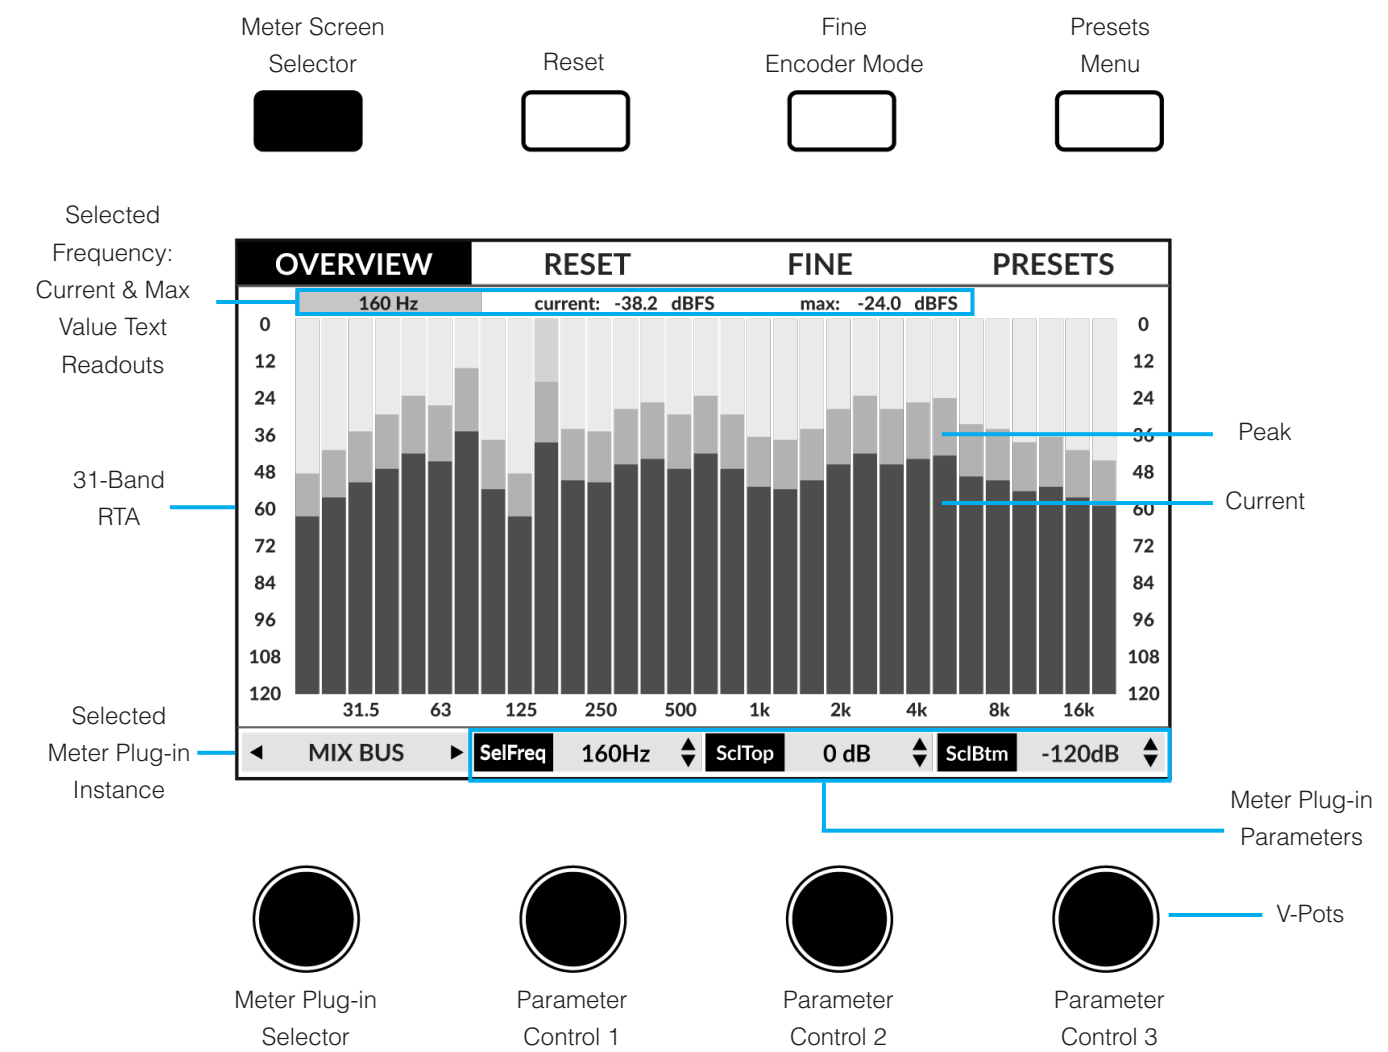 Meter Screen
Selector
Reset
Fine
Encoder Mode
Presets
Menu
Selected
Frequency:
Current & Max
Value Text
Readouts
OVERVIEW RESET FINE PRESETS
160 Hz current: -38.2 dBFS max: -24.0 dBFS
0 0
12 12
24 24
36 36
48 48
60 60
72 72
84 84
96 96
108 108
120 120
31.5 63 125 250 500 1k 2k 4k 8k 16k
Peak
Current
31-Band
RTA
Selected
Meter Plug-in
Instance
MIX BUS SelFreq 160Hz SclTop 0 dB SclBtm -120dB
Meter Plug-in
Parameters
V-Pots
Meter Plug-in
Selector
Parameter
Control 1
Parameter
Control 2
Parameter
Control 3